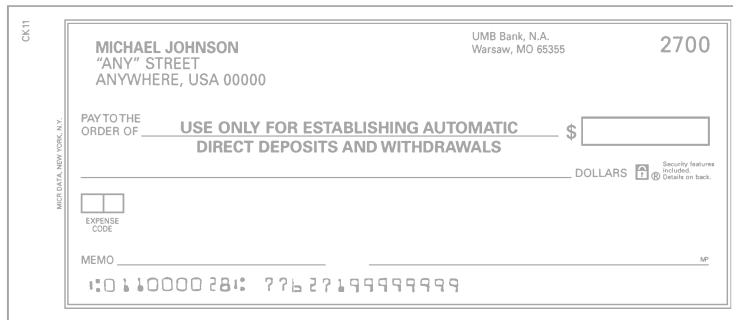 CK11
MICHAEL JOHNSON
"ANY" STREET
ANYWHERE, USA 00000
UMB Bank, N.A.
Warsaw, MO 65355
2700
MICR DATA, NEW YORK, N.Y.
PAY TO THE
ORDER OF
USE ONLY FOR ESTABLISHING AUTOMATIC
DIRECT DEPOSITS AND WITHDRAWALS
$
DOLLARS
®
Security features
included.
Details on back.
EXPENSE
CODE
MEMO
MP
⑆011000028⑆ 77627199999999